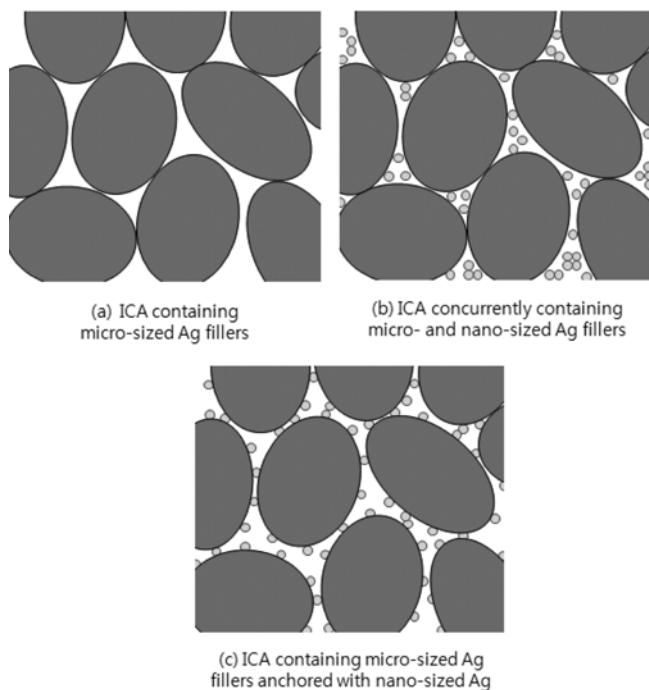 (a) ICA containing
micro-sized Ag fillers
(b) ICA concurrently containing
micro- and nano-sized Ag fillers
(c) ICA containing micro-sized Ag
fillers anchored with nano-sized Ag